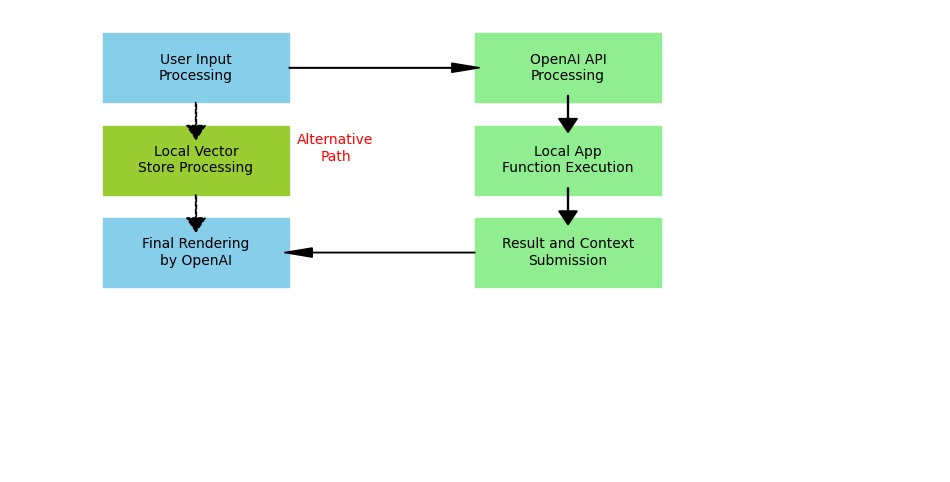 User Input
Processing
OpenAI API
Processing
Local Vector
Store Processing
Alternative
Path
Local App
Function Execution
Final Rendering
by OpenAI
Result and Context
Submission